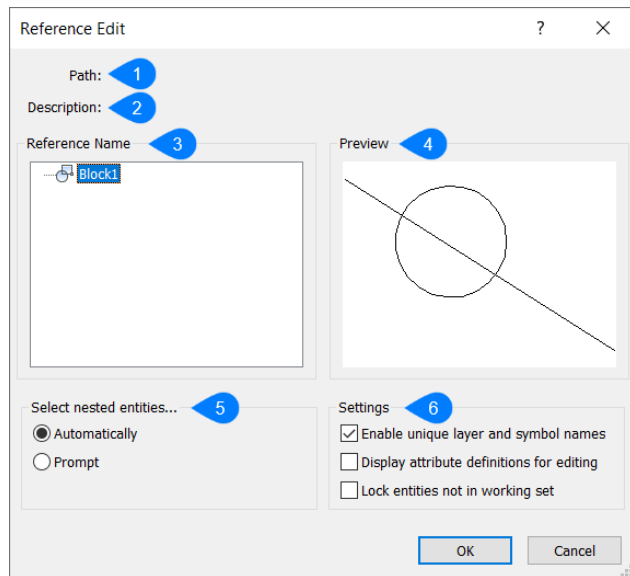 Reference Edit ?
Path: 1
Description: 2
Reference Name 3
Block1
Preview 4
Select nested entities... 5
Automatically
Prompt
Settings 6
Enable unique layer and symbol names
Display attribute definitions for editing
Lock entities not in working set
OK Cancel